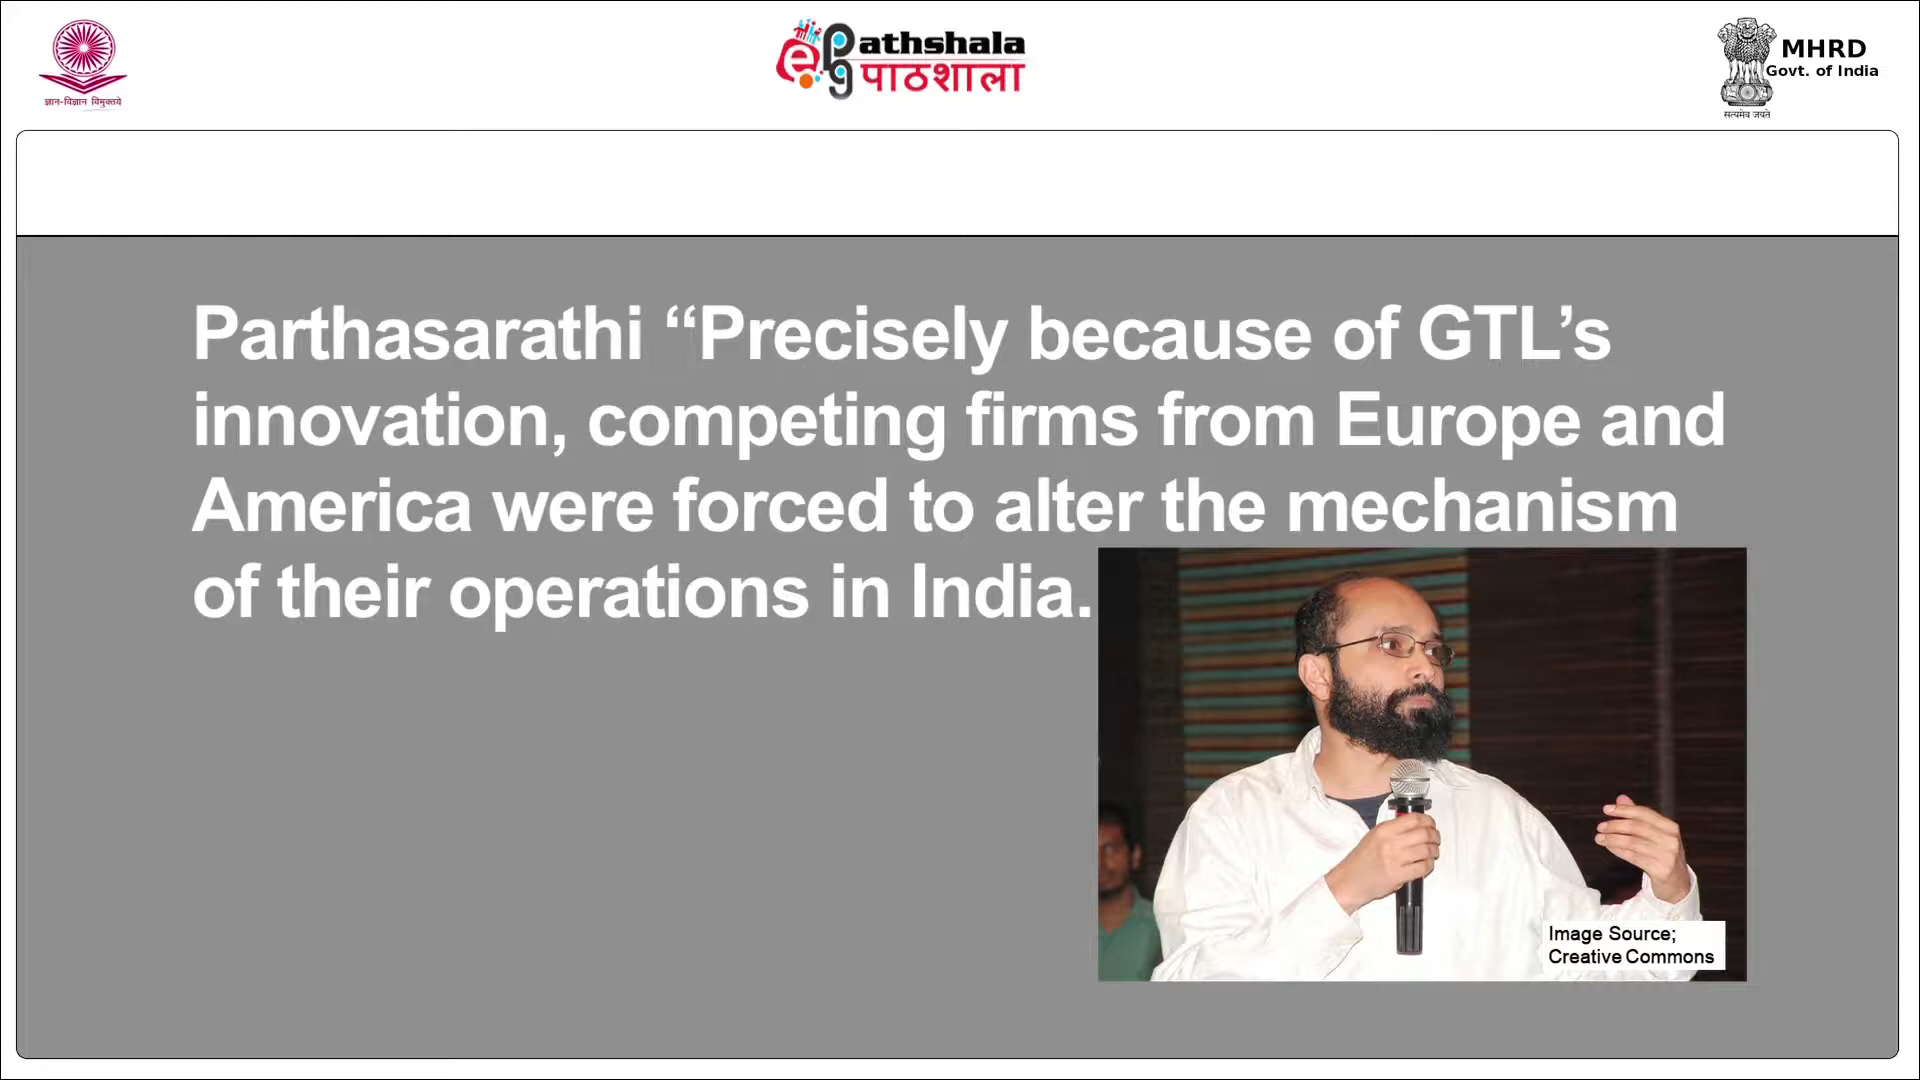 ज्ञान-विज्ञान विमुक्तये
athshala
पाठशाला
MHRD
Govt. of India
सत्यमेव जयते
Parthasarathi “Precisely because of GTL’s
innovation, competing firms from Europe and
America were forced to alter the mechanism
of their operations in India.
Image Source;
Creative Commons